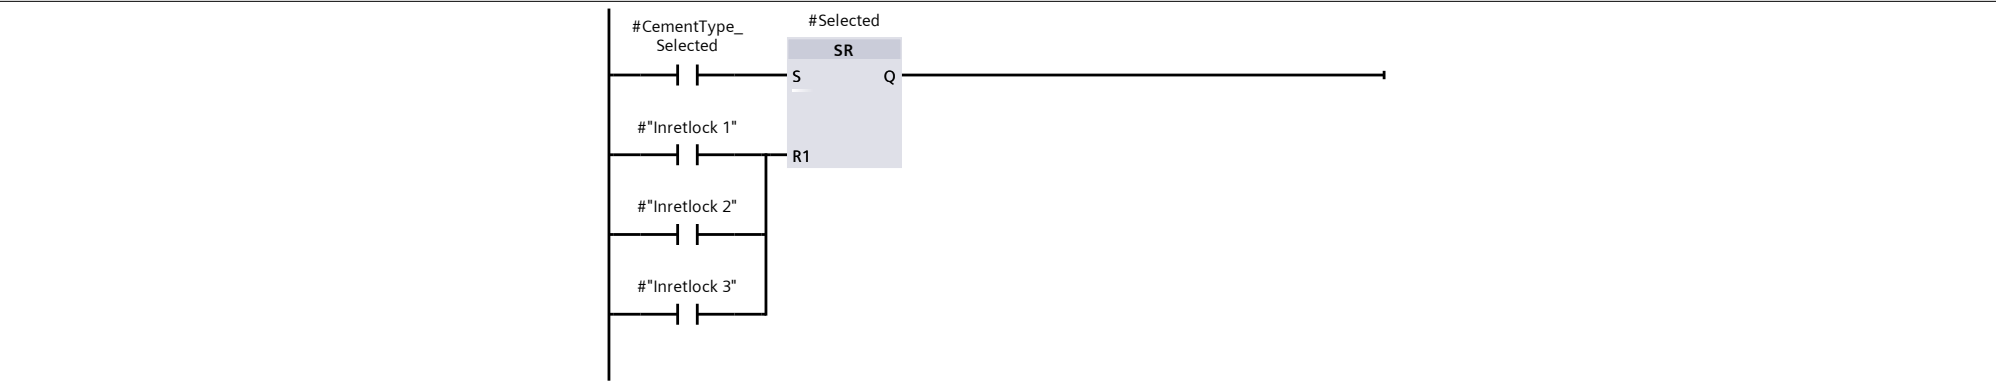 #CementType_
Selected
#Selected
SR
S
Q
#"Inretlock 1"
R1
#"Inretlock 2"
#"Inretlock 3"